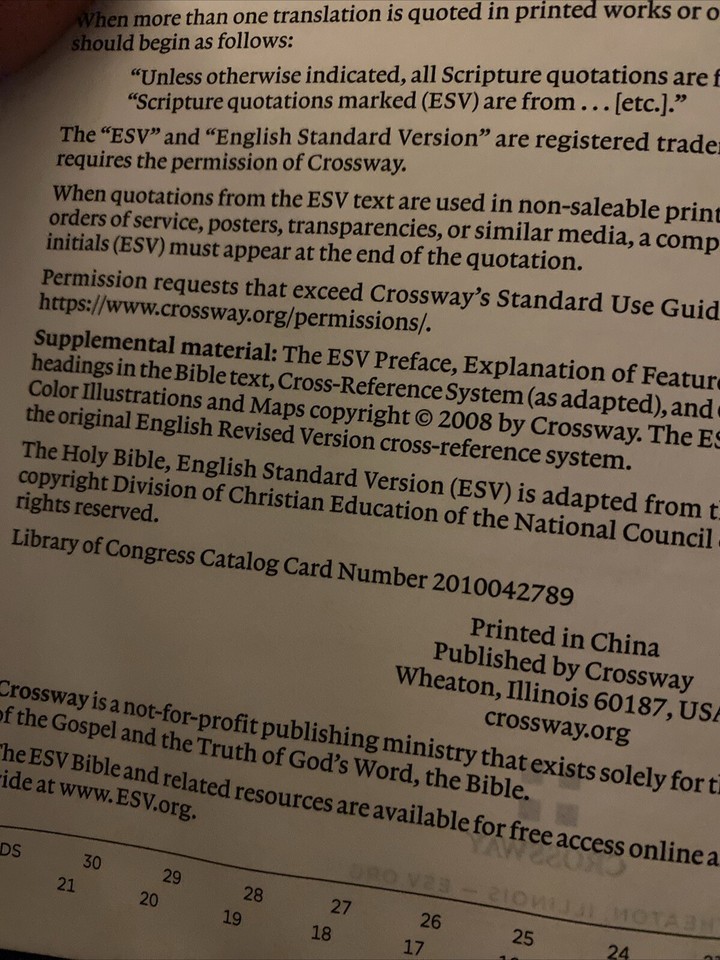 When more than one translation is quoted in printed works or o
should begin as follows:
“Unless otherwise indicated, all Scripture quotations are f
“Scripture quotations marked (ESV) are from . . . [etc.].”
The “ESV” and “English Standard Version” are registered trade
requires the permission of Crossway.
When quotations from the ESV text are used in non-saleable print
orders of service, posters, transparencies, or similar media, a comp
initials (ESV) must appear at the end of the quotation.
Permission requests that exceed Crossway’s Standard Use Guid
https://www.crossway.org/permissions/.
Supplemental material: The ESV Preface, Explanation of Feature
headings in the Bible text, Cross-Reference System (as adapted), and
Color Illustrations and Maps copyright © 2008 by Crossway. The ES
the original English Revised Version cross-reference system.
The Holy Bible, English Standard Version (ESV) is adapted from t
copyright Division of Christian Education of the National Council
rights reserved.
Library of Congress Catalog Card Number 2010042789
Printed in China
Published by Crossway
Wheaton, Illinois 60187, USA
crossway.org
Crossway is a not-for-profit publishing ministry that exists solely for t
of the Gospel and the Truth of God’s Word, the Bible.
The ESV Bible and related resources are available for free access online a
ide at www.ESV.org.
DS 30 29 28 27 26 25 24
21 20 19 18 17